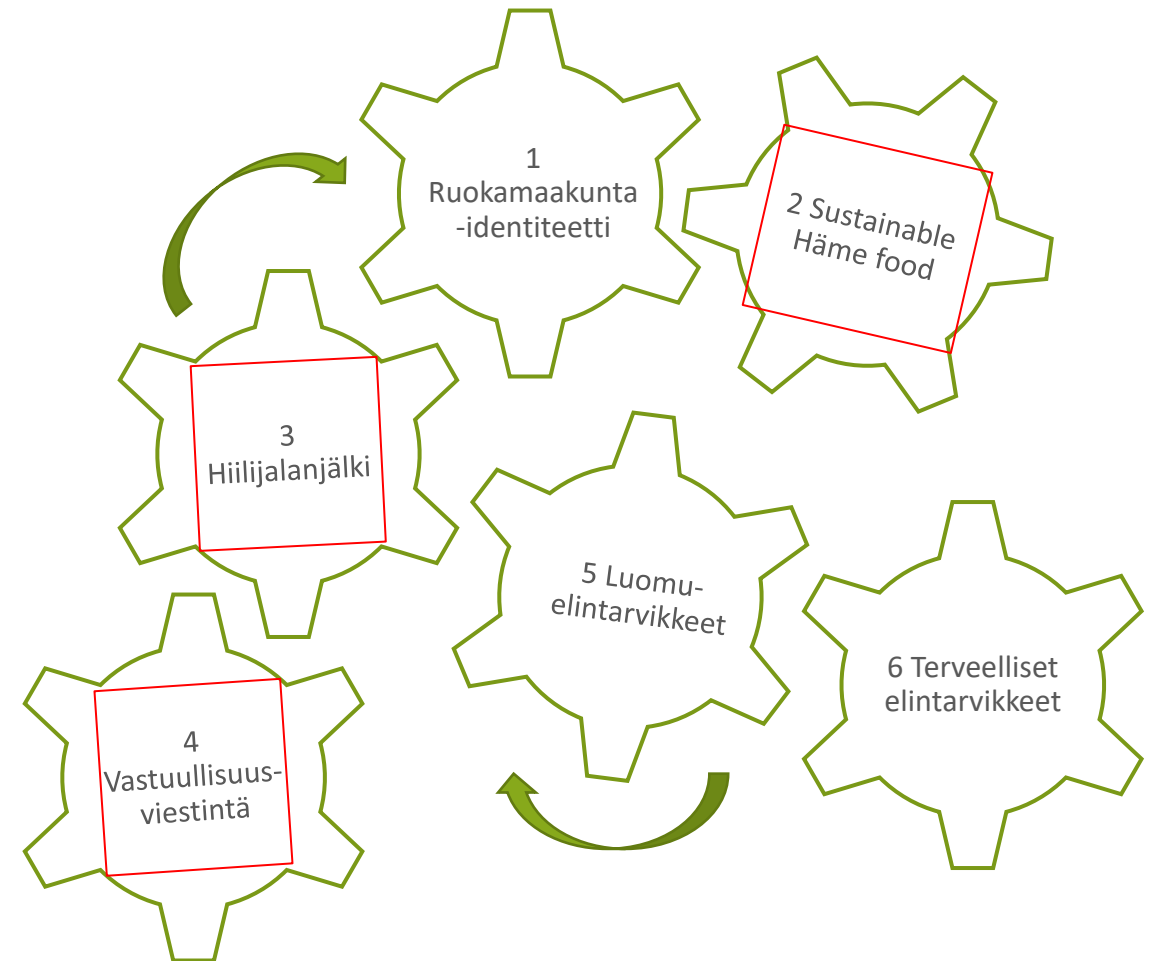 1
Ruokamaakunta
-identiteetti
2 Sustainable
Häme food
3
Hiilijalanjälki
4
Vastuullisuus-
viestintä
5 Luomu-
elintarvikkeet
6 Terveelliset
elintarvikkeet